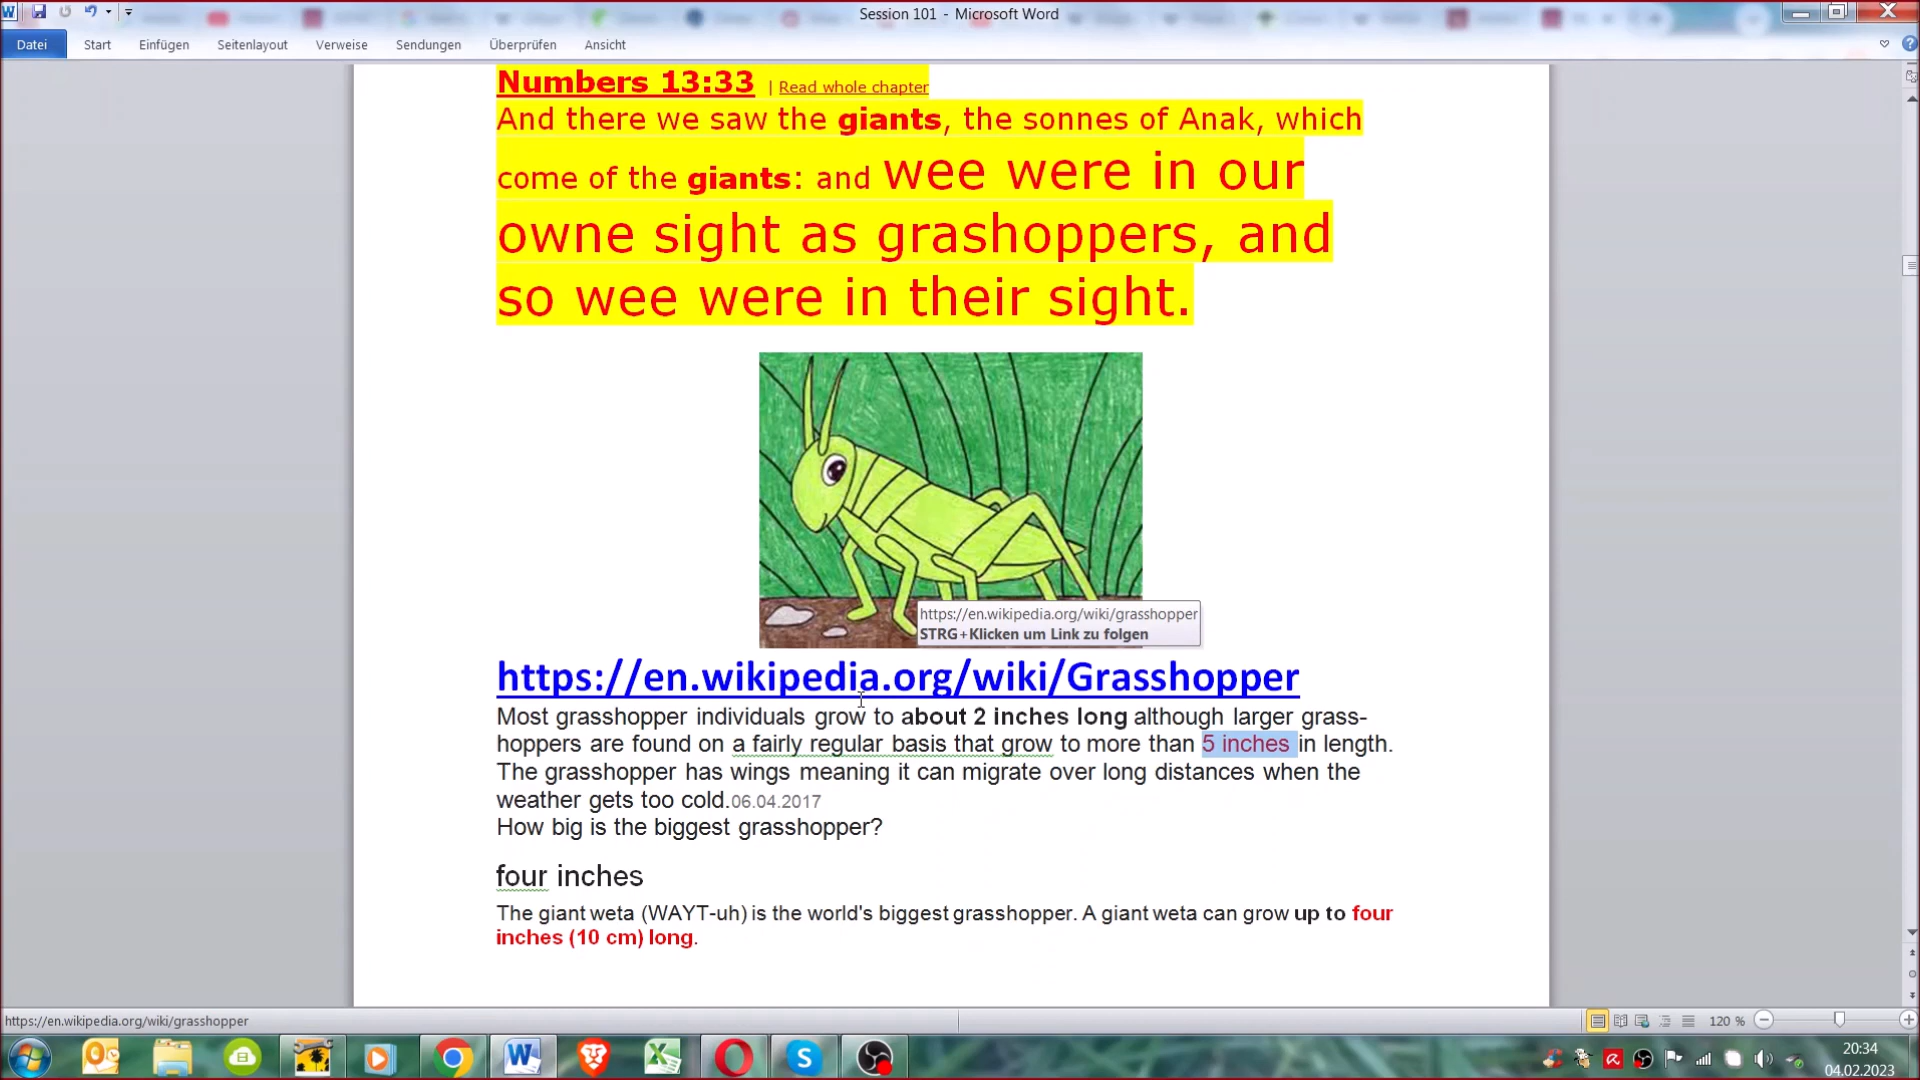 Session 101 - Microsoft Word
Datei Start Einfügen Seitenlayout Verweise Sendungen Überprüfen Ansicht
Numbers 13:33 | Read whole chapter
And there we saw the giants, the sonnes of Anak, which
come of the giants: and wee were in our
owne sight as grashoppers, and
so wee were in their sight.
https://en.wikipedia.org/wiki/grasshopper
STRG+Klicken um Link zu folgen
https://en.wikipedia.org/wiki/Grasshopper
Most grasshopper individuals grow to about 2 inches long although larger grass-
hoppers are found on a fairly regular basis that grow to more than 5 inches in length.
The grasshopper has wings meaning it can migrate over long distances when the
weather gets too cold.06.04.2017
How big is the biggest grasshopper?
four inches
The giant weta (WAYT-uh) is the world's biggest grasshopper. A giant weta can grow up to four
inches (10 cm) long.
https://en.wikipedia.org/wiki/grasshopper
120 %
20:34
04.02.2023